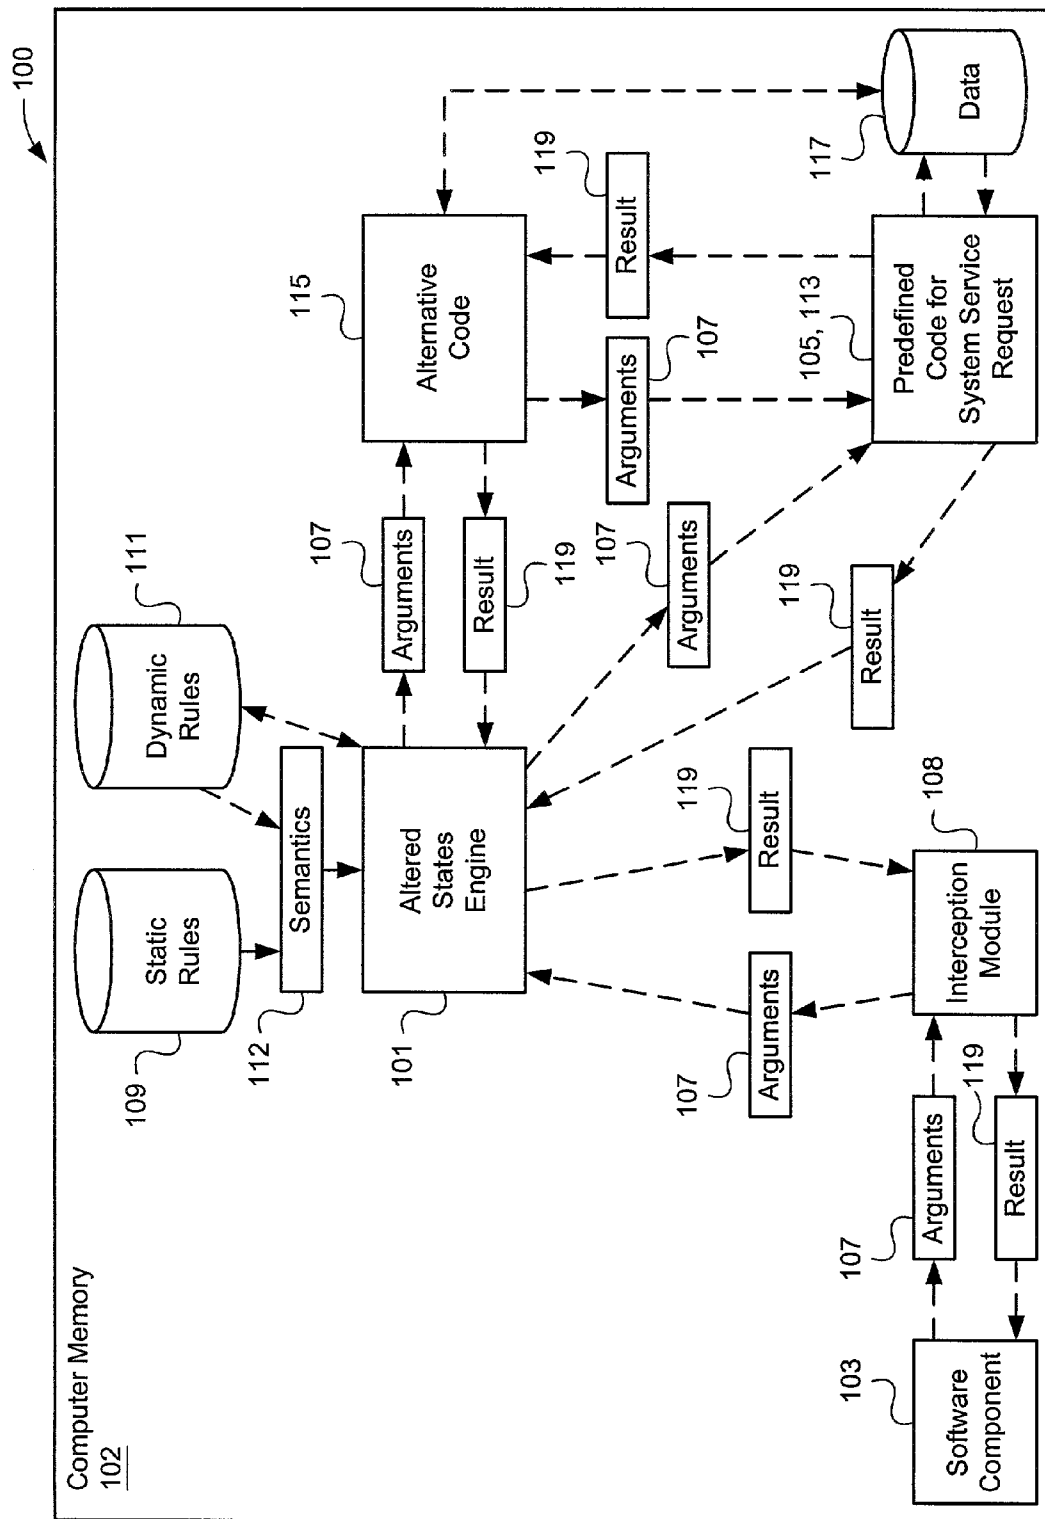 100
Computer Memory
102
109
Static
Rules
Dynamic
Rules
111
112
Semantics
101
Altered
States
Engine
107
Arguments
Result
119
115
Alternative
Code
107
Arguments
119
Result
107
Arguments
119
Result
107
Arguments
119
Result
105, 113
Predefined
Code for
System Service
Request
117
Data
103
Software
Component
107
Arguments
119
Result
108
Interception
Module